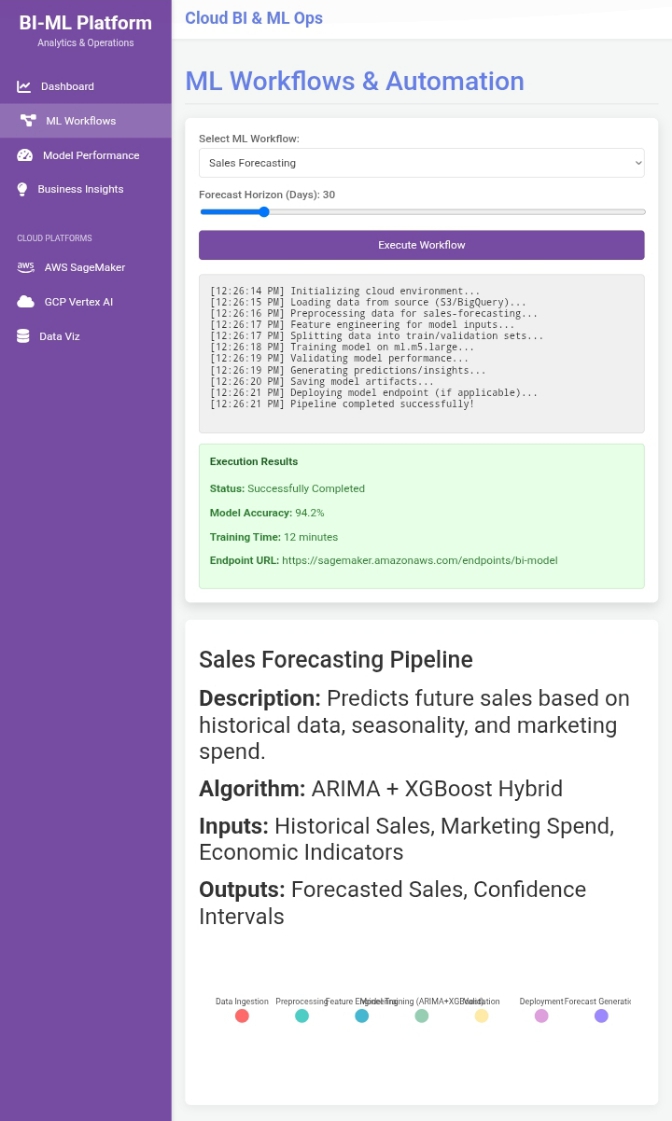 BI-ML Platform
Analytics & Operations
Dashboard
ML Workflows
Model Performance
Business Insights
CLOUD PLATFORMS
aws AWS SageMaker
GCP Vertex AI
Data Viz
Cloud BI & ML Ops
ML Workflows & Automation
Select ML Workflow:
Sales Forecasting
Forecast Horizon (Days): 30
Execute Workflow
[12:26:14 PM] Initializing cloud environment...
[12:26:15 PM] Loading data from source (S3/BigQuery)...
[12:26:16 PM] Preprocessing data for sales-forecasting...
[12:26:17 PM] Feature engineering for model inputs...
[12:26:17 PM] Splitting data into train/validation sets...
[12:26:18 PM] Training model on ml.m5.large...
[12:26:19 PM] Validating model performance...
[12:26:19 PM] Generating predictions/insights...
[12:26:20 PM] Saving model artifacts...
[12:26:21 PM] Deploying model endpoint (if applicable)...
[12:26:21 PM] Pipeline completed successfully!
Execution Results
Status: Successfully Completed
Model Accuracy: 94.2%
Training Time: 12 minutes
Endpoint URL: https://sagemaker.amazonaws.com/endpoints/bi-model
Sales Forecasting Pipeline
Description: Predicts future sales based on
historical data, seasonality, and marketing
spend.
Algorithm: ARIMA + XGBoost Hybrid
Inputs: Historical Sales, Marketing Spend,
Economic Indicators
Outputs: Forecasted Sales, Confidence
Intervals
Data Ingestion Preprocessing Feature Training Deployment Forecast